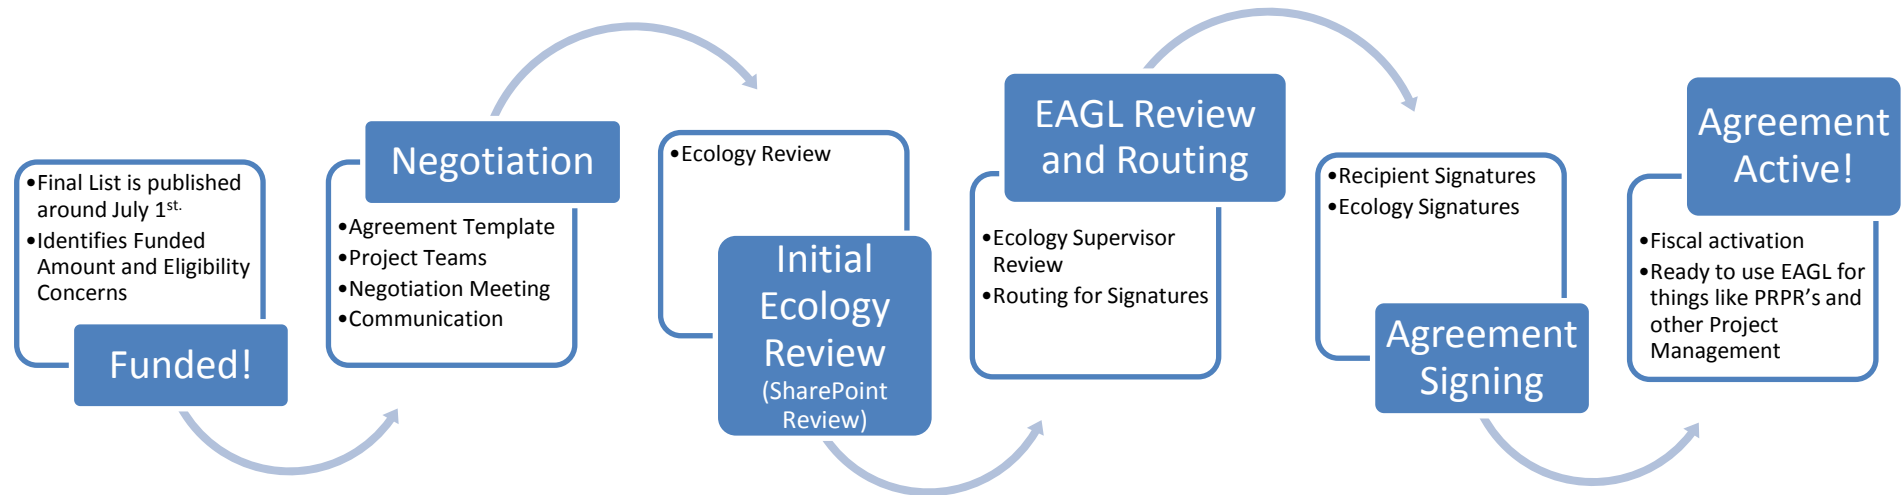 •Final List is published
around July 1st.
•Identifies Funded
Amount and Eligibility
Concerns
Funded!
Negotiation
•Agreement Template
•Project Teams
•Negotiation Meeting
•Communication
•Ecology Review
Initial
Ecology
Review
(SharePoint
Review)
EAGL Review
and Routing
•Ecology Supervisor
Review
•Routing for Signatures
•Recipient Signatures
•Ecology Signatures
Agreement
Signing
Agreement
Active!
•Fiscal activation
•Ready to use EAGL for
things like PRPR’s and
other Project
Management